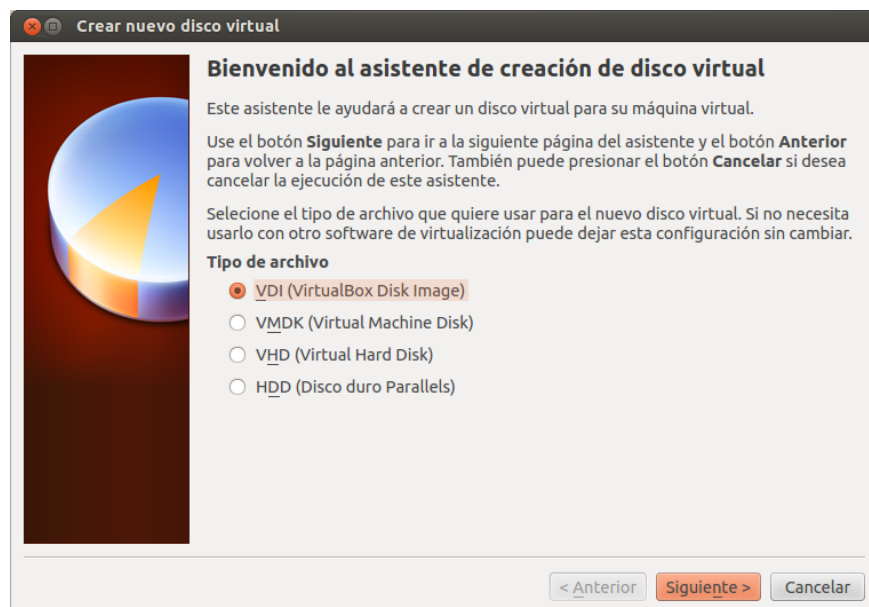 Crear nuevo disco virtual
Bienvenido al asistente de creación de disco virtual
Este asistente le ayudará a crear un disco virtual para su máquina virtual.
Use el botón Siguiente para ir a la siguiente página del asistente y el botón Anterior
para volver a la página anterior. También puede presionar el botón Cancelar si desea
cancelar la ejecución de este asistente.
Selecione el tipo de archivo que quiere usar para el nuevo disco virtual. Si no necesita
usarlo con otro software de virtualización puede dejar esta configuración sin cambiar.
Tipo de archivo
VDI (VirtualBox Disk Image)
VMDK (Virtual Machine Disk)
VHD (Virtual Hard Disk)
HDD (Disco duro Parallels)
< Anterior Siguiente > Cancelar